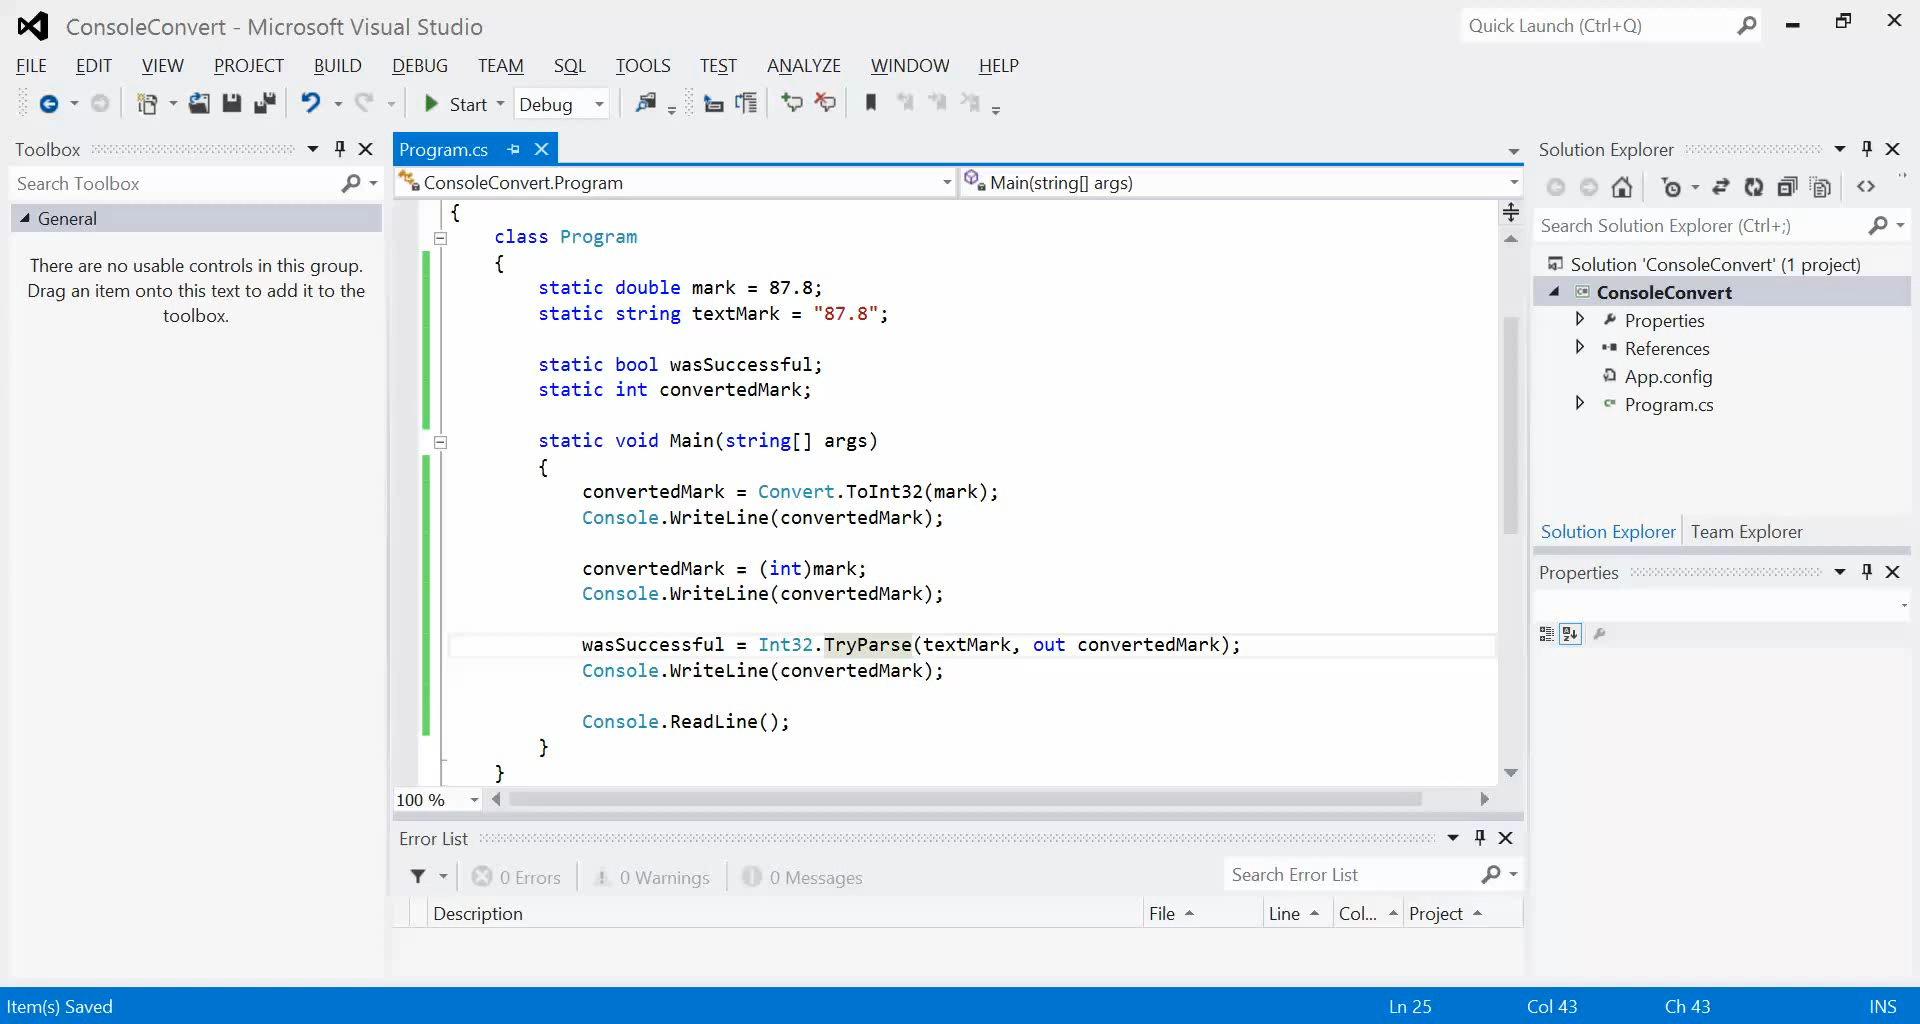 ConsoleConvert - Microsoft Visual Studio
Quick Launch (Ctrl+Q)
FILE EDIT VIEW PROJECT BUILD DEBUG TEAM SQL TOOLS TEST ANALYZE WINDOW HELP
Start Debug
Toolbox
Search Toolbox
General
There are no usable controls in this group.
Drag an item onto this text to add it to the
toolbox.
Program.cs
ConsoleConvert.Program
Main(string[] args)
{
class Program
{
static double mark = 87.8;
static string textMark = "87.8";
static bool wasSuccessful;
static int convertedMark;
static void Main(string[] args)
{
convertedMark = Convert.ToInt32(mark);
Console.WriteLine(convertedMark);
convertedMark = (int)mark;
Console.WriteLine(convertedMark);
wasSuccessful = Int32.TryParse(textMark, out convertedMark);
Console.WriteLine(convertedMark);
Console.ReadLine();
}
}
100 %
Error List
0 Errors 0 Warnings 0 Messages
Search Error List
Description File Line Col... Project
Solution Explorer
Search Solution Explorer (Ctrl+;)
Solution 'ConsoleConvert' (1 project)
ConsoleConvert
Properties
References
App.config
Program.cs
Solution Explorer Team Explorer
Properties
Item(s) Saved Ln 25 Col 43 Ch 43 INS